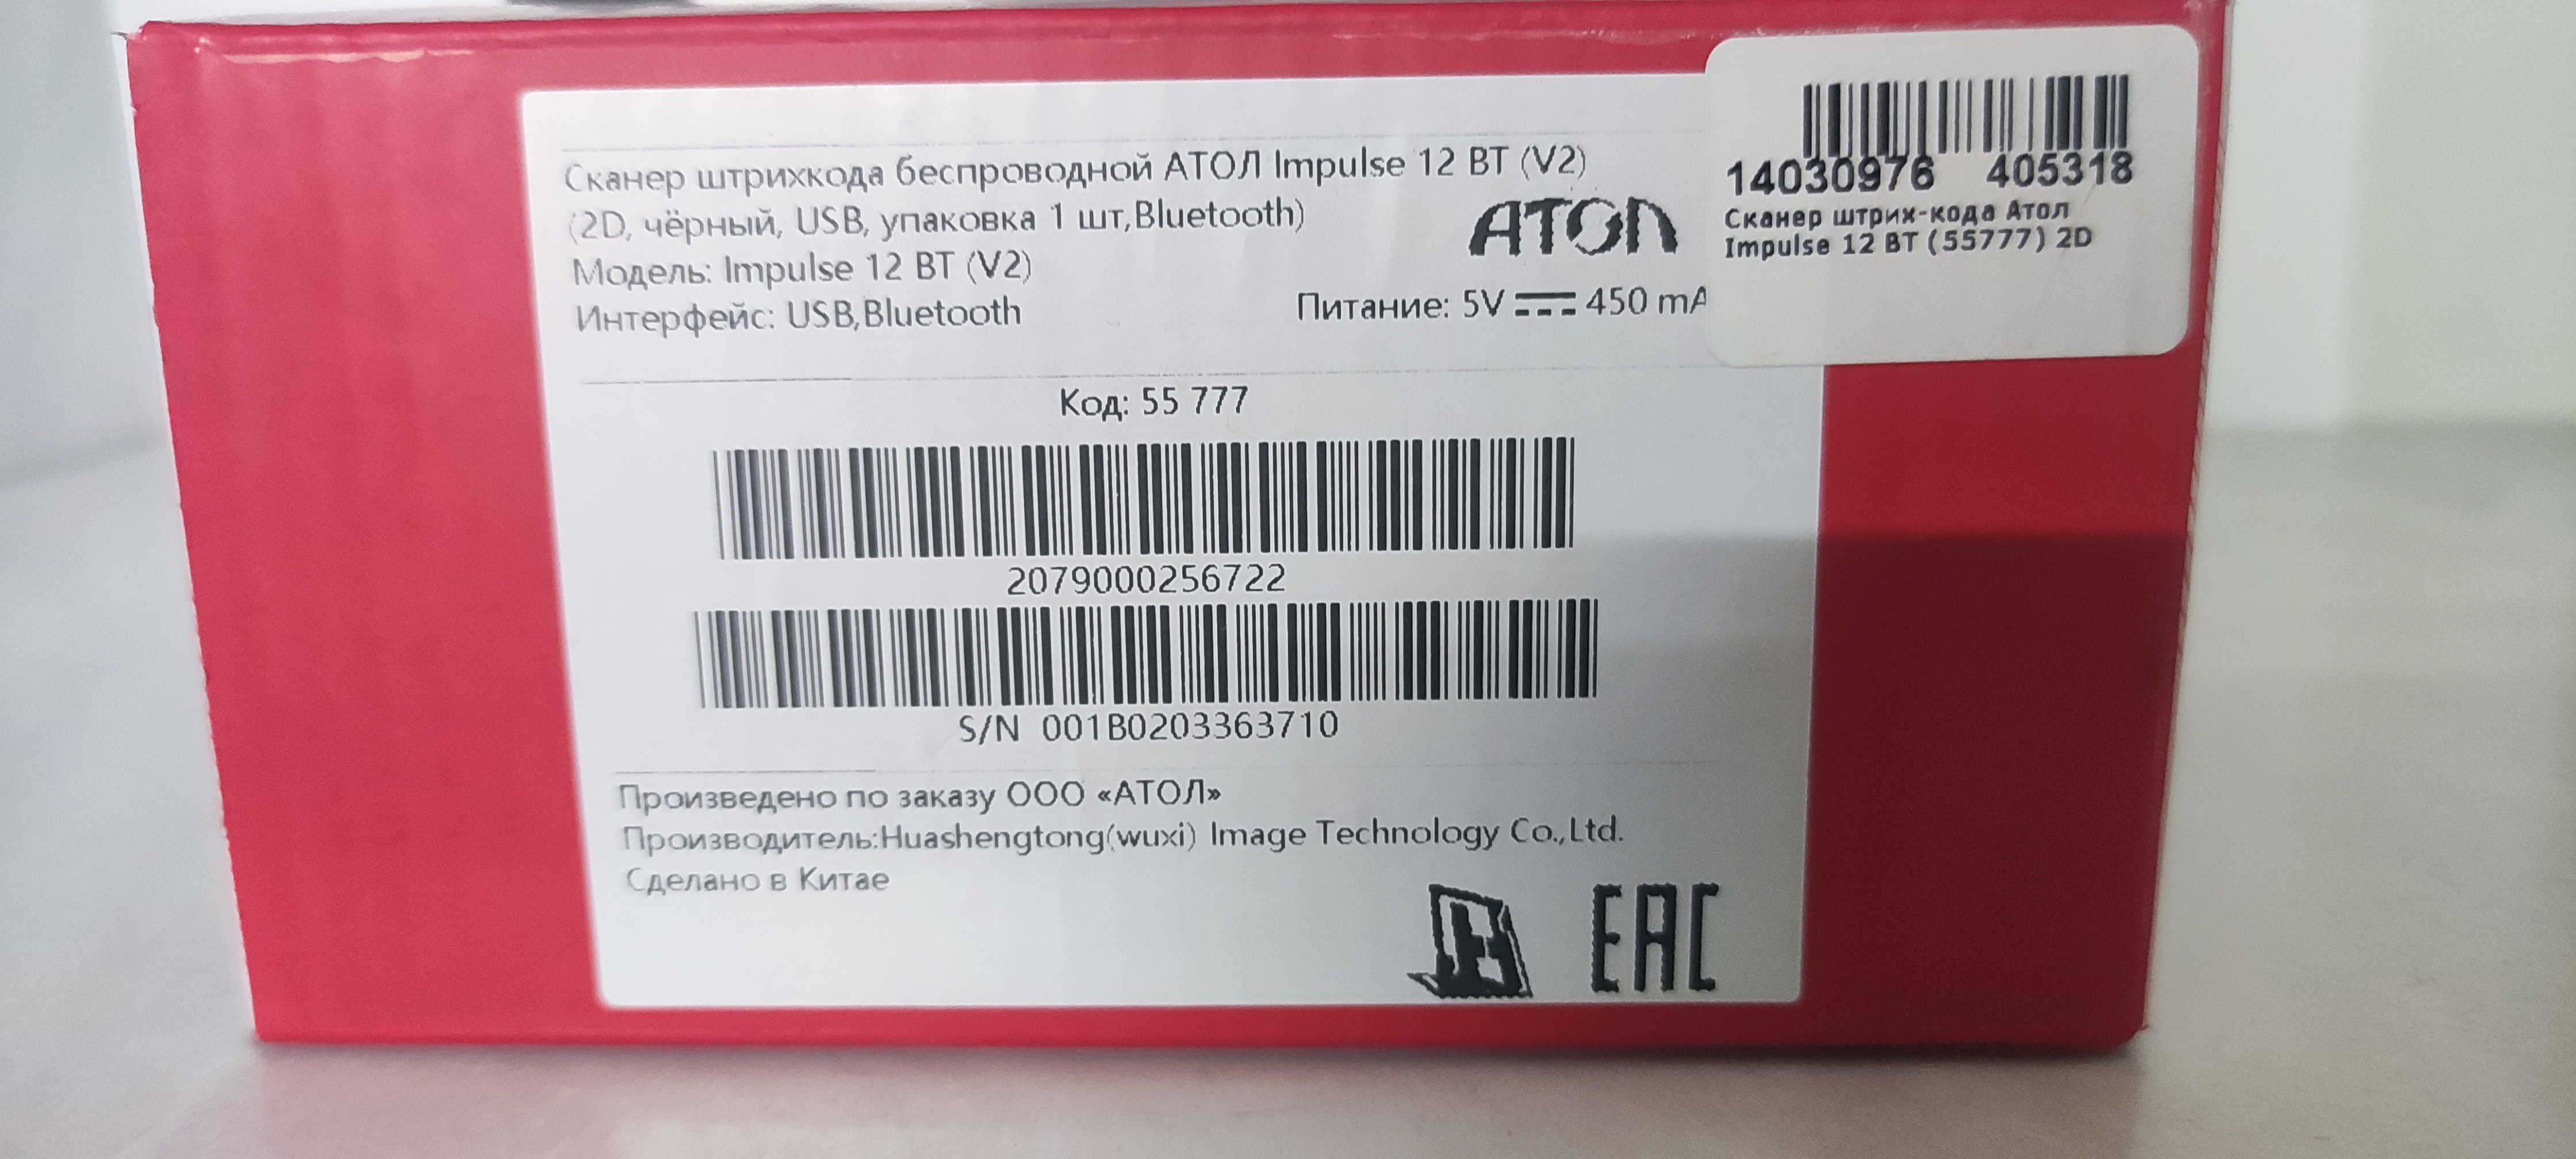 Сканер штрихкода беспроводной АТОЛ Impulse 12 BT (V2)
(2D, чёрный, USB, упаковка 1 шт,Bluetooth)
Модель: Impulse 12 BT (V2)
Интерфейс: USB,Bluetooth
АТОЛ
Питание: 5V 450 mA
14030976 405318
Сканер штрих-кода Атол
Impulse 12 BT (55777) 2D
Код: 55 777
2079000256722
S/N 001B0203363710
Произведено по заказу ООО «АТОЛ»
Производитель:Huashengtong(wuxi) Image Technology Co.,Ltd.
Сделано в Китае
EAC